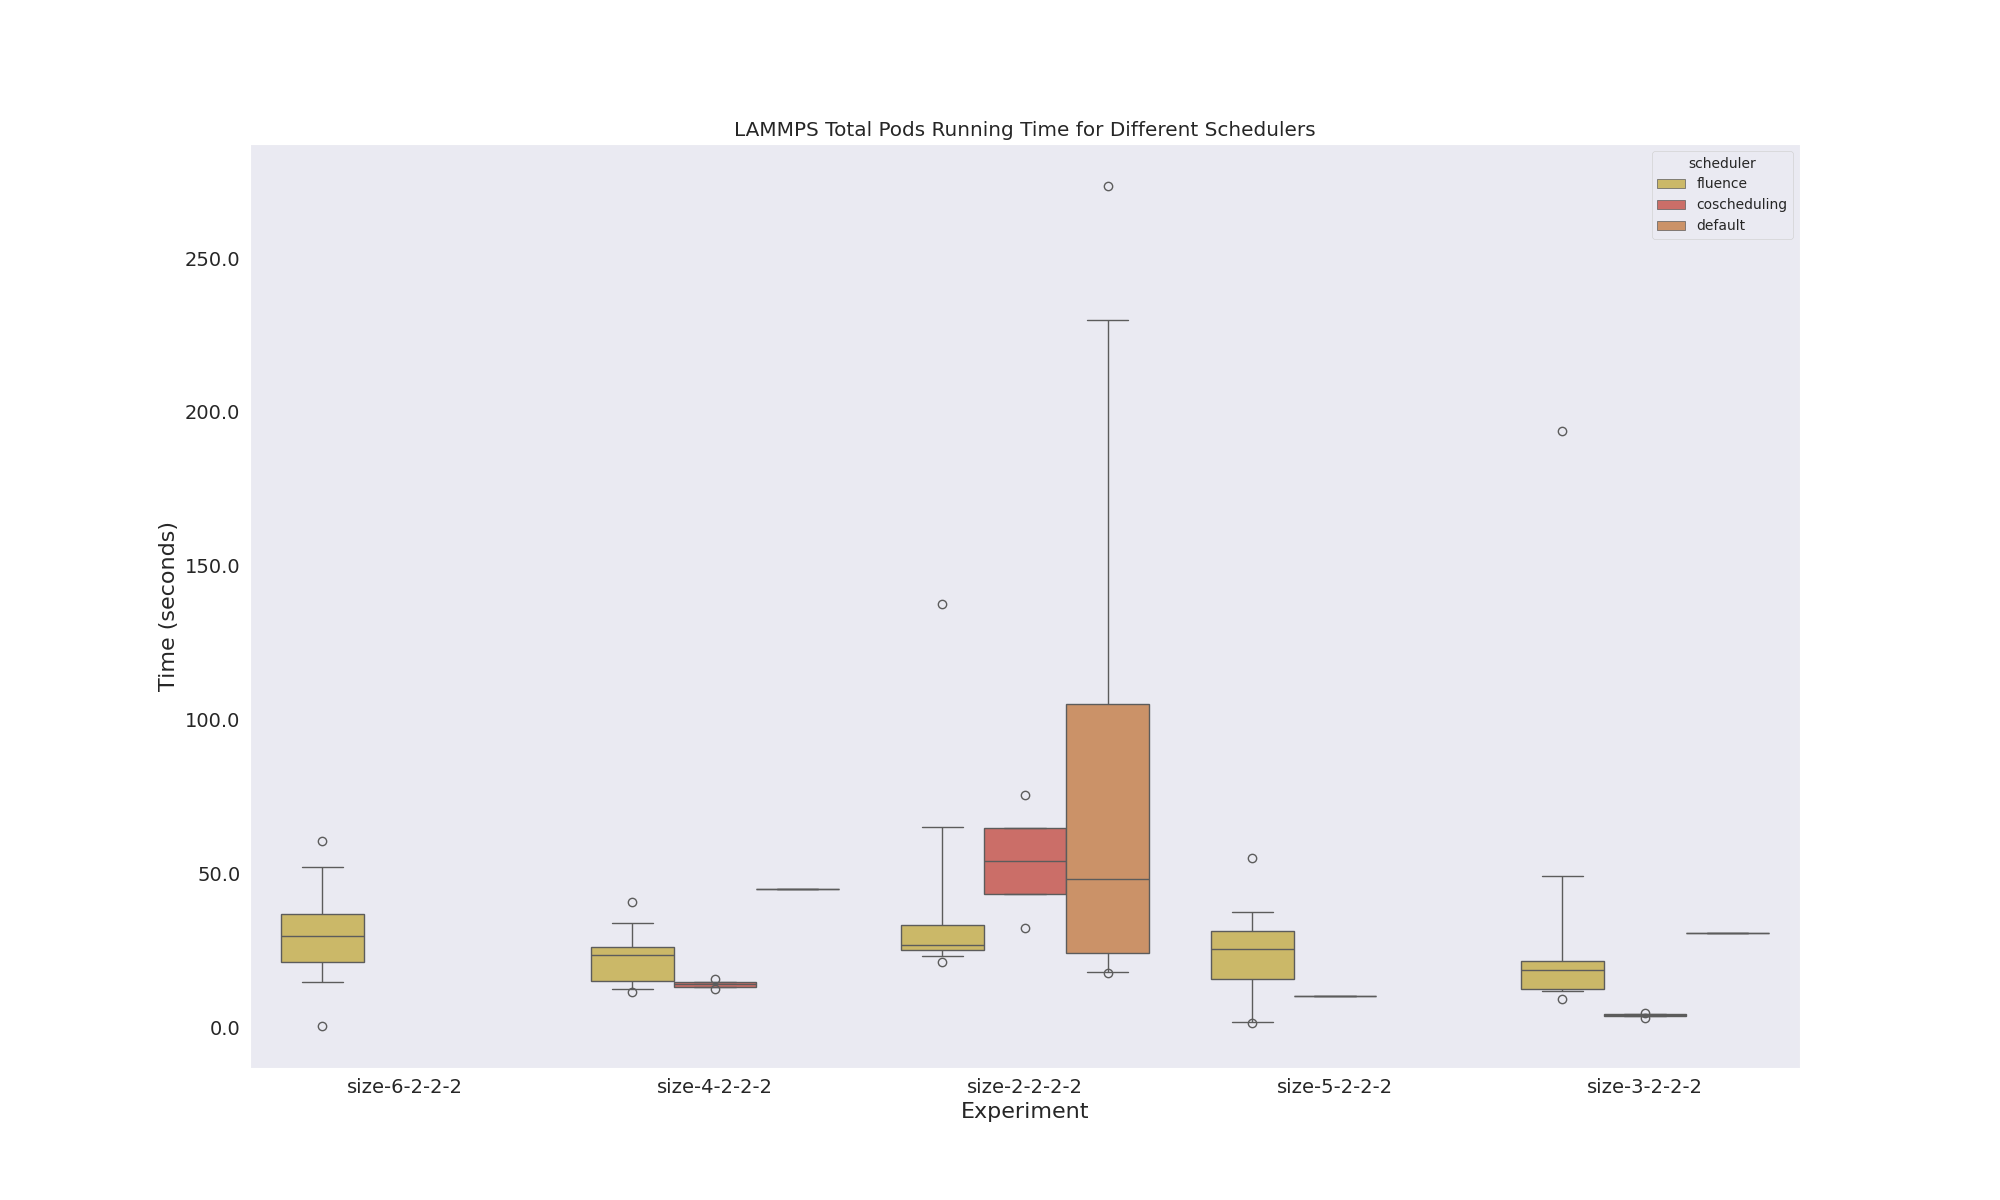 LAMMPS Total Pods Running Time for Different Schedulers
scheduler
fluence
coscheduling
default
250.0
200.0
150.0
100.0
50.0
0.0
Time (seconds)
size-6-2-2-2
size-4-2-2-2
size-2-2-2-2
size-5-2-2-2
size-3-2-2-2
Experiment